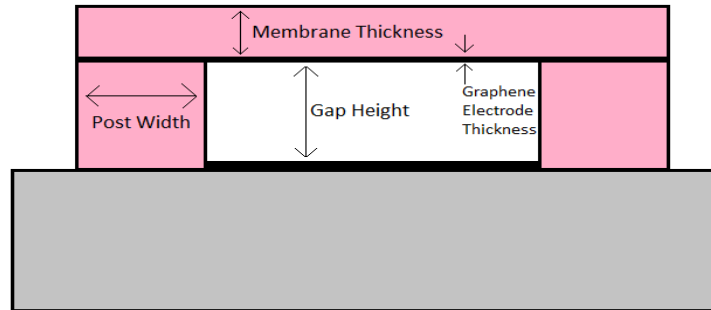 Membrane Thickness
Gap Height
Graphene
Electrode
Thickness
Post Width